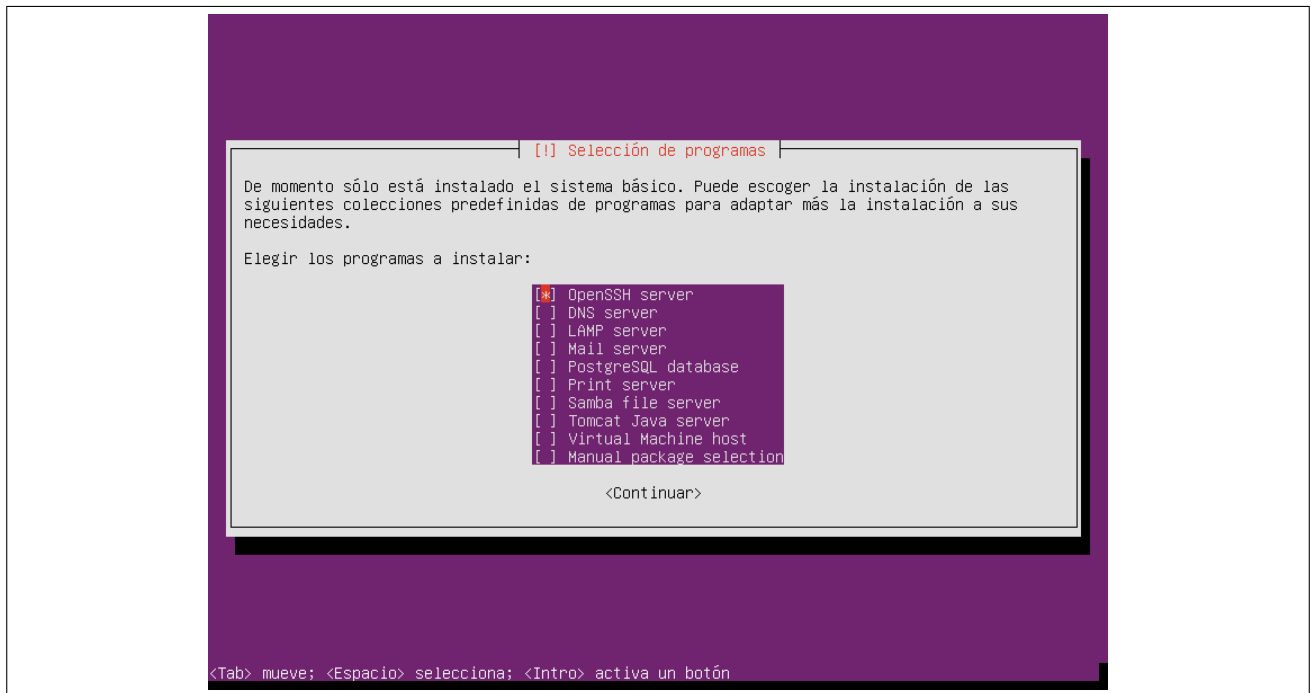 [!] Selección de programas
De momento sólo está instalado el sistema básico. Puede escoger la instalación de las
siguientes colecciones predefinidas de programas para adaptar más la instalación a sus
necesidades.
Elegir los programas a instalar:
[*] OpenSSH server
[ ] DNS server
[ ] LAMP server
[ ] Mail server
[ ] PostgreSQL database
[ ] Print server
[ ] Samba file server
[ ] Tomcat Java server
[ ] Virtual Machine host
[ ] Manual package selection
<Continuar>
<Tab> mueve; <Espacio> selecciona; <Intro> activa un botón